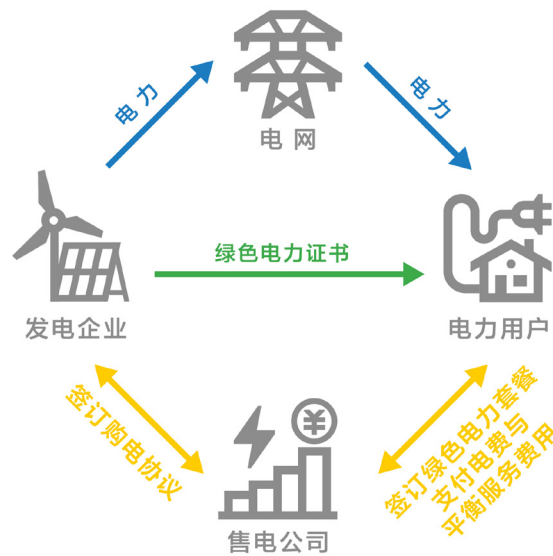 电力
电力
电网
绿色电力证书
发电企业
电力用户
签订购电协议
签订绿色电力套餐
支付电费与
平衡服务费用
¥
售电公司